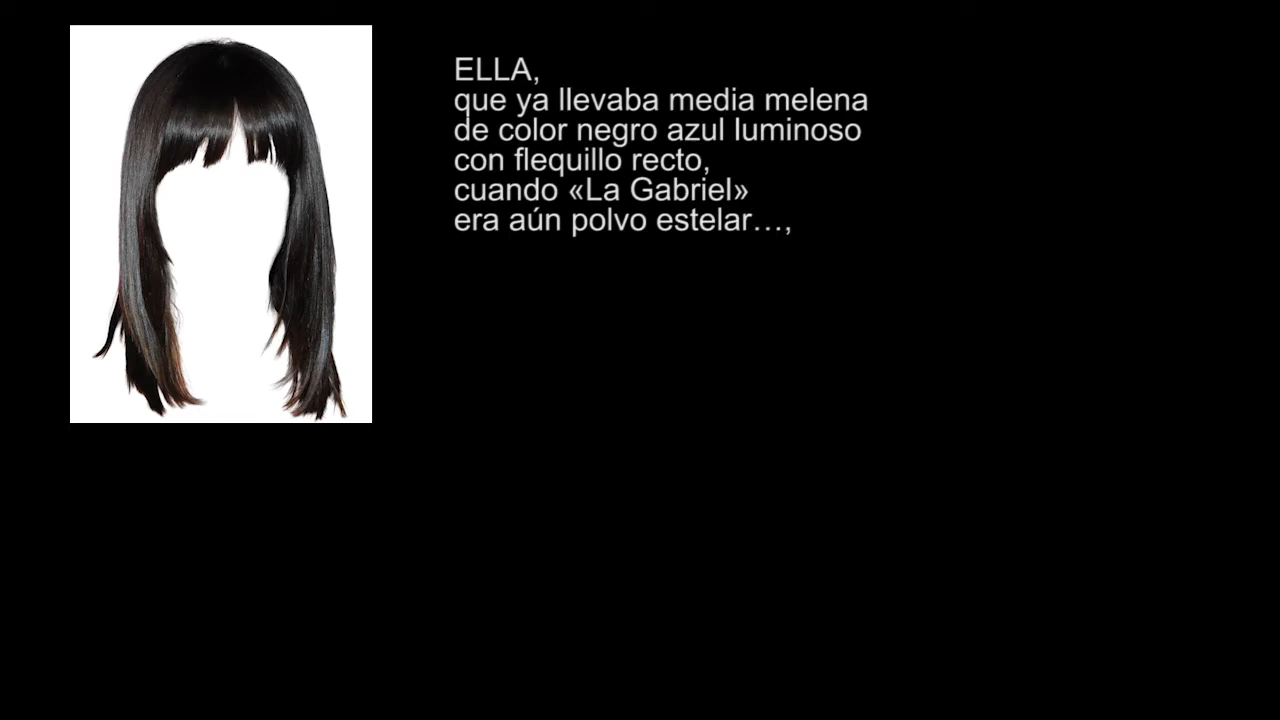 ELLA,
que ya llevaba media melena
de color negro azul luminoso
con flequillo recto,
cuando «La Gabriel»
era aún polvo estelar…,